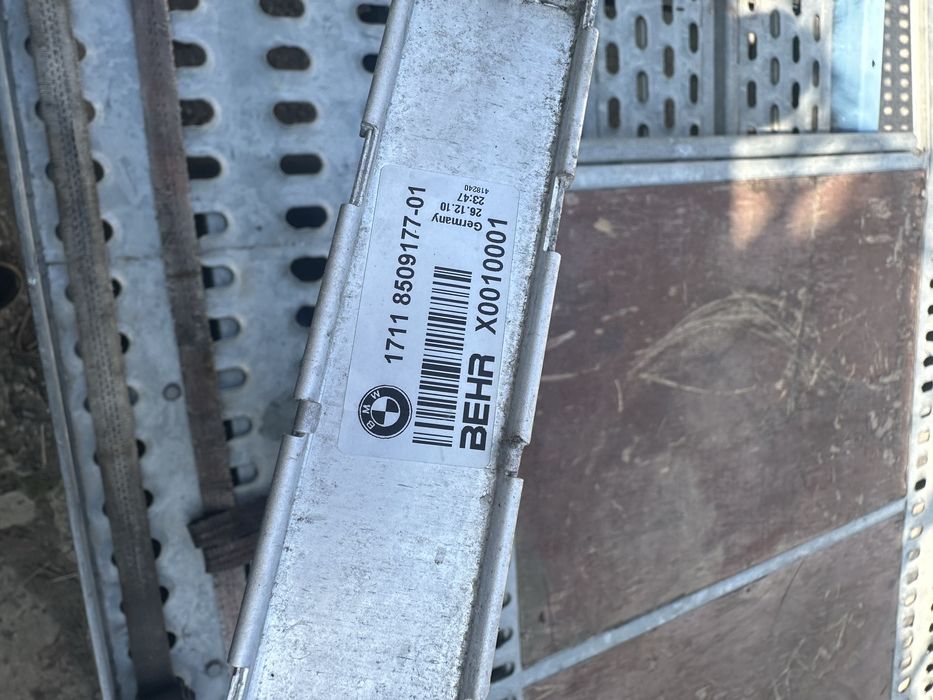 BMW
1711 8509177-01
BEHR X0010001
Germany
26.12.10
23:47
418240